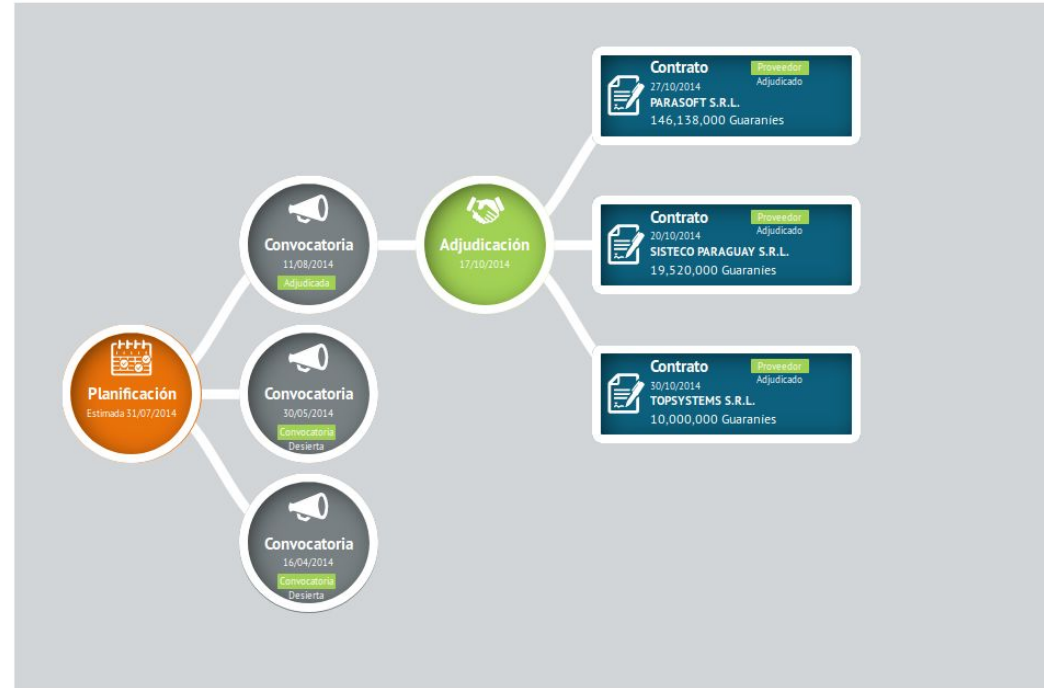 Contrato
Proveedor
Adjudicado
27/10/2014
PARASOFT S.R.L.
146,138,000 Guaraníes
Convocatoria
11/08/2014
Adjudicada
Adjudicación
17/10/2014
Contrato
Proveedor
Adjudicado
20/10/2014
SISTECO PARAGUAY S.R.L.
19,520,000 Guaraníes
Planificación
Estimada 31/07/2014
Convocatoria
30/05/2014
Convocatoria
Desierta
Contrato
Proveedor
Adjudicado
30/10/2014
TOPSYSTEMS S.R.L.
10,000,000 Guaraníes
Convocatoria
16/04/2014
Convocatoria
Desierta